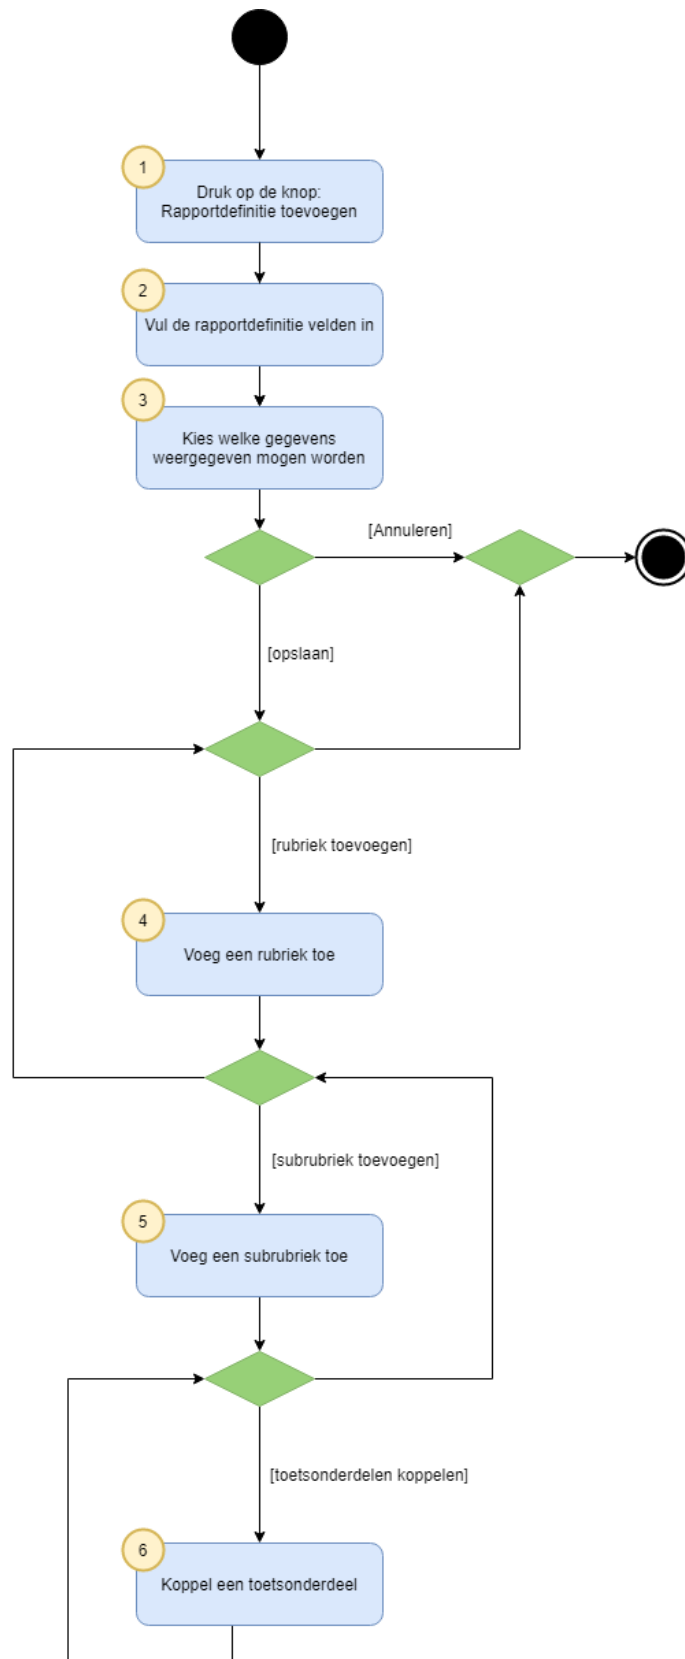 1
Druk op de knop:
Rapportdefinitie toevoegen
2
Vul de rapportdefinitie velden in
3
Kies welke gegevens
weergegeven mogen worden
[Annuleren]
[opslaan]
[rubriek toevoegen]
4
Voeg een rubriek toe
[subrubriek toevoegen]
5
Voeg een subrubriek toe
[toetsonderdelen koppelen]
6
Koppel een toetsonderdeel